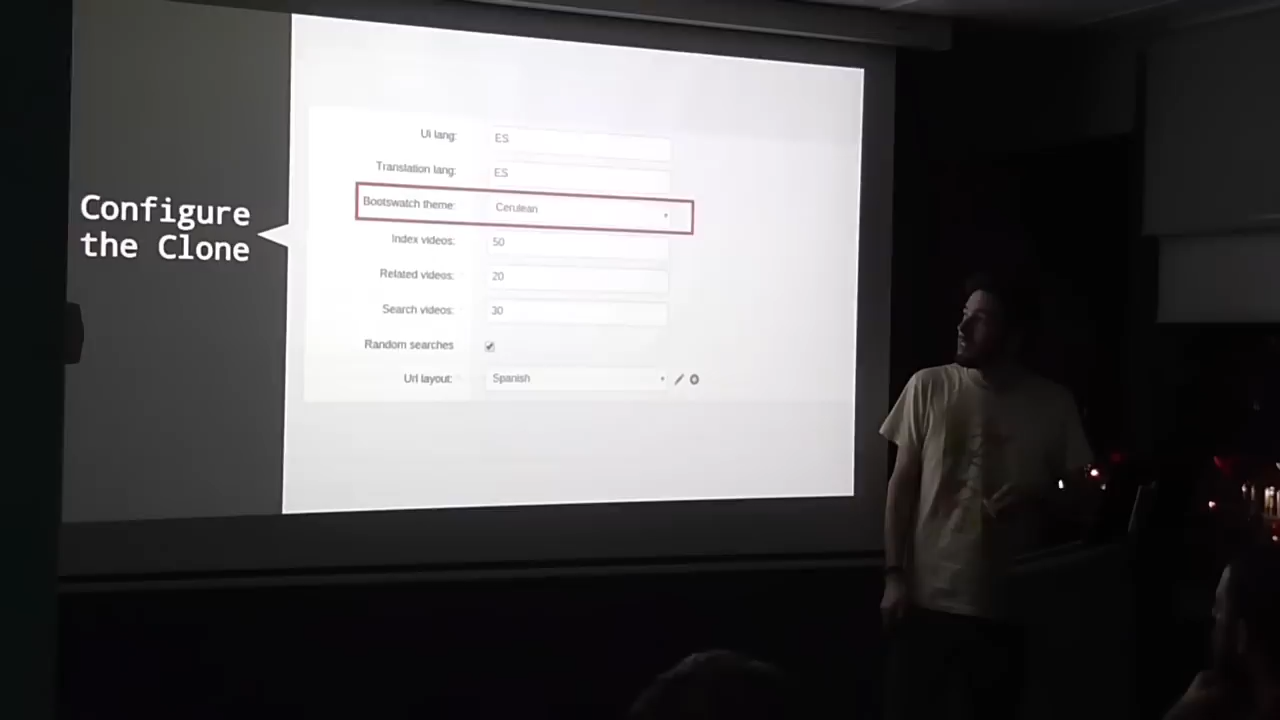 Configure
the Clone
Ui lang: ES
Translation lang: ES
Bootswatch theme: Cerulean
Index videos: 50
Related videos: 20
Search videos: 30
Random searches
Url layout: Spanish